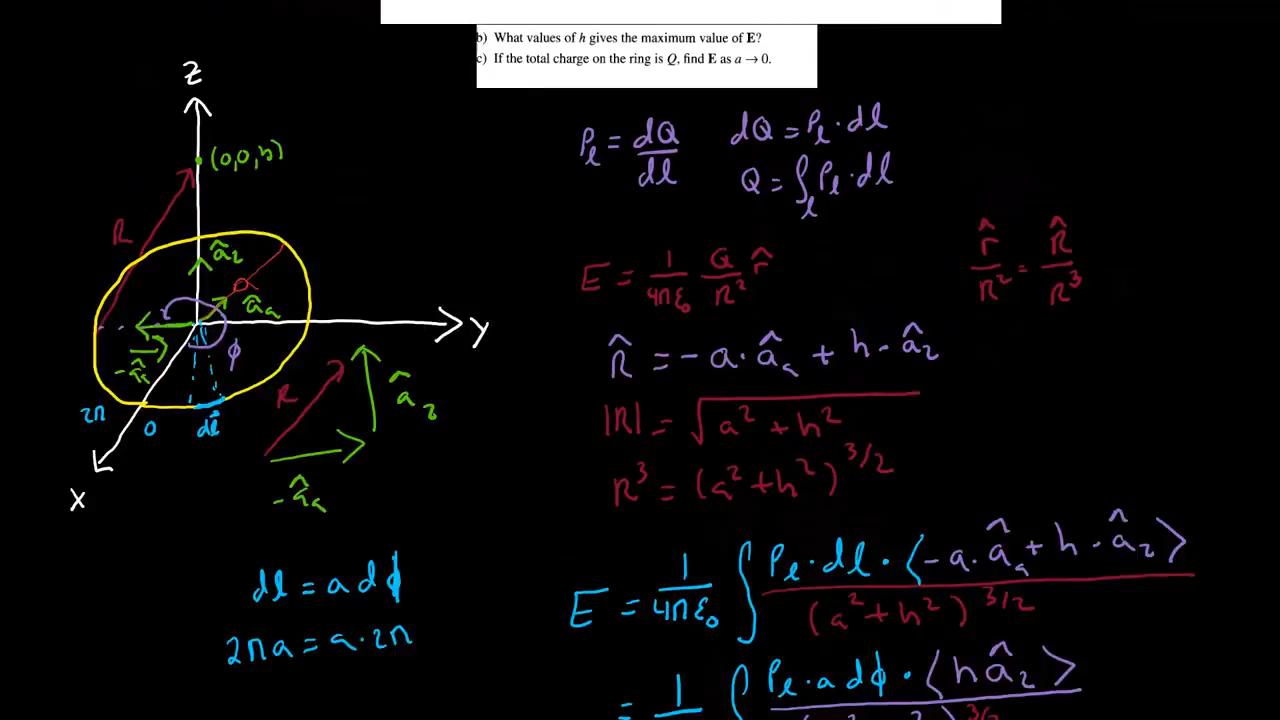 b) What values of h gives the maximum value of E?
c) If the total charge on the ring is Q, find E as a → 0.
Z
(0,0,h)
R
â_z
a
â_a
Y
-â_a
ϕ
2π
0
dl
X
R
â_z
-â_a
dl = a dϕ
2πa = a·2π
ρ_l = dQ/dl dQ = ρ_l · dl
Q = ∫_l ρ_l · dl
E = 1/4πε₀ Q/R² r̂
r̂/R² = R̂/R³
R̂ = -a·â_a + h·â_z
|R| = √a² + h²
R³ = (a² + h²)^3/2
E = 1/4πε₀ ∫ ρ_l · dl · ⟨-a·â_a + h·â_z⟩ / (a² + h²)^3/2
= 1 ∫ ρ_l · a dϕ · ⟨h â_z⟩